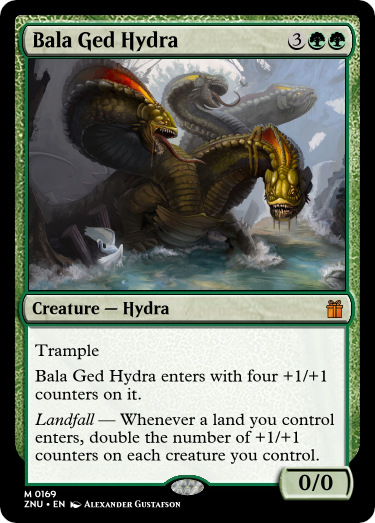 Bala Ged Hydra 3
Creature — Hydra
Trample
Bala Ged Hydra enters with four +1/+1
counters on it.
Landfall — Whenever a land you control
enters, double the number of +1/+1
counters on each creature you control.
0/0
M 0169
ZNU • EN Alexander Gustafson